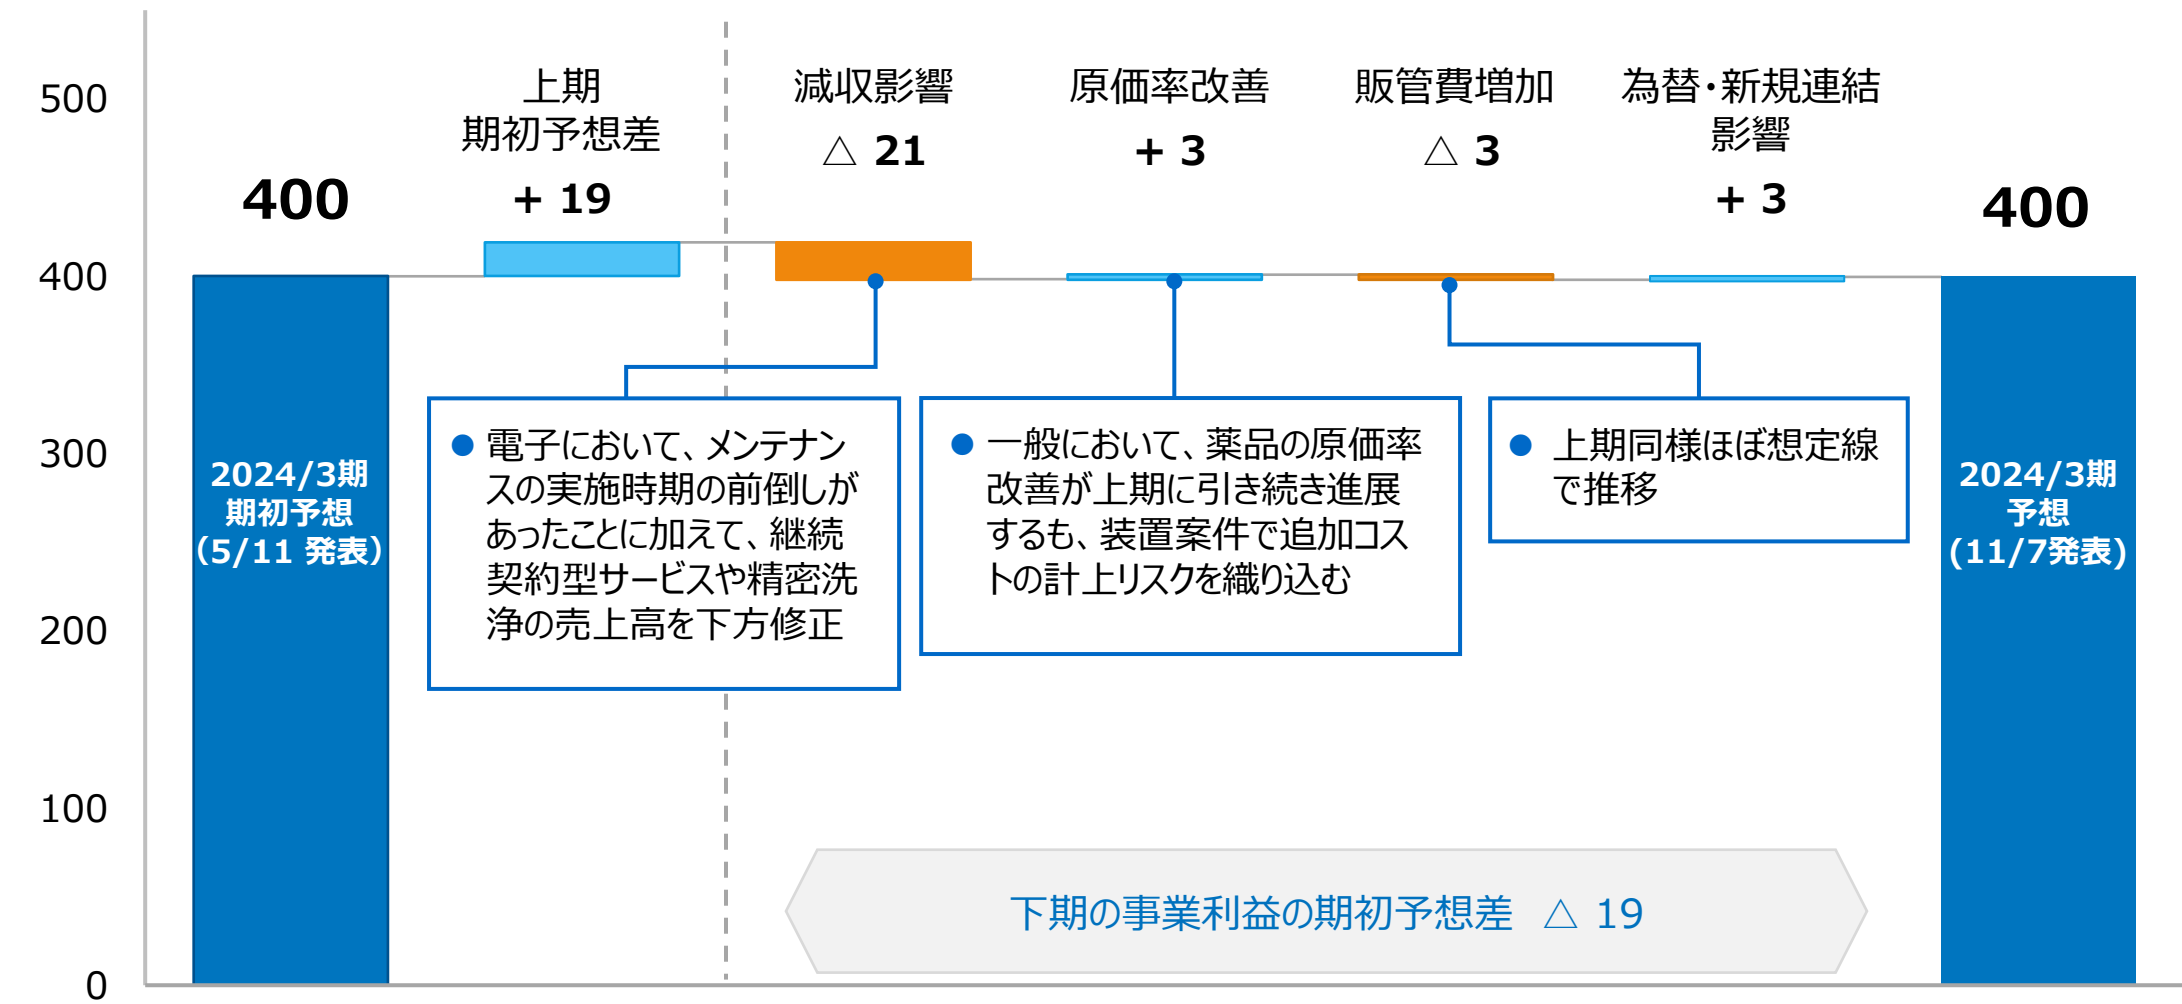 500
400
300
200
100
0
400
2024/3期
期初予想
（5/11 発表）
上期
期初予想差
+ 19
減収影響
△ 21
原価率改善
+ 3
販管費増加
△ 3
為替・新規連結
影響
+ 3
400
2024/3期
予想
(11/7発表)
● 電子において、メンテナン
スの実施時期の前倒しが
あったことに加えて、継続
契約型サービスや精密洗
浄の売上高を下方修正
● 一般において、薬品の原価率
改善が上期に引き続き進展
するも、装置案件で追加コス
トの計上リスクを織り込む
● 上期同様ほぼ想定線
で推移
下期の事業利益の期初予想差 △ 19